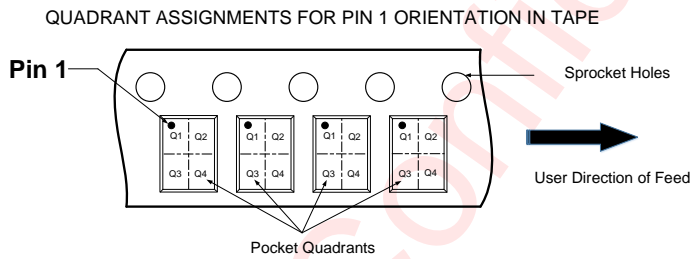 QUADRANT ASSIGNMENTS FOR PIN 1 ORIENTATION IN TAPE
Pin 1
Sprocket Holes
Q1 Q2 Q1 Q2 Q1 Q2 Q1 Q2
Q3 Q4 Q3 Q4 Q3 Q4 Q3 Q4
User Direction of Feed
Pocket Quadrants